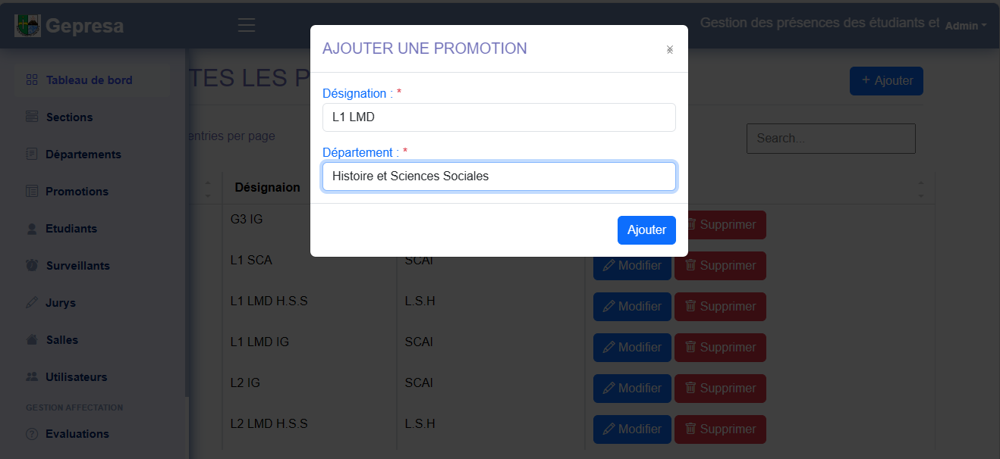 Gepresa
Gestion des présences des étudiants et
Admin
Tableau de bord
Sections
Départements
Promotions
Etudiants
Surveillants
Jurys
Salles
Utilisateurs
GESTION AFFECTATION
Evaluations
TES LES P
+ Ajouter
entries per page
Search...
AJOUTER UNE PROMOTION
Désignation : *
L1 LMD
Département : *
Histoire et Sciences Sociales
Ajouter
Désignaion
G3 IG
Supprimer
L1 SCA SCAI Modifier Supprimer
L1 LMD H.S.S L.S.H Modifier Supprimer
L1 LMD IG SCAI Modifier Supprimer
L2 IG SCAI Modifier Supprimer
L2 LMD H.S.S L.S.H Modifier Supprimer